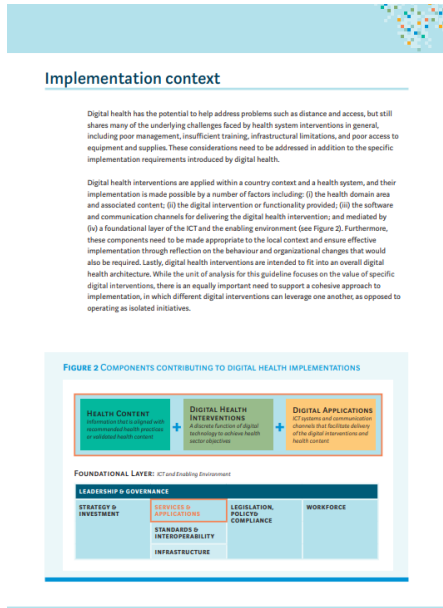 Implementation context
Digital health has the potential to help address problems such as distance and access, but still
shares many of the underlying challenges faced by health system interventions in general,
including poor management, insufficient training, infrastructural limitations, and poor access to
equipment and supplies. These considerations need to be addressed in addition to the specific
implementation requirements introduced by digital health.
Digital health interventions are applied within a country context and a health system, and their
implementation is made possible by a number of factors including: (i) the health domain area
and associated content; (ii) the digital intervention or functionality provided; (iii) the software
and communication channels for delivering the digital health intervention; and mediated by
(iv) a foundational layer of the ICT and the enabling environment (see Figure 2). Furthermore,
these components need to be made appropriate to the local context and ensure effective
implementation through reflection on the behaviour and organizational changes that would
also be required. Lastly, digital health interventions are intended to fit into an overall digital
health architecture. While the unit of analysis for this guideline focuses on the value of specific
digital interventions, there is an equally important need to support a cohesive approach to
implementation, in which different digital interventions can leverage one another, as opposed to
operating as isolated initiatives.
FIGURE 2 COMPONENTS CONTRIBUTING TO DIGITAL HEALTH IMPLEMENTATIONS
HEALTH CONTENT
Information that is aligned with
recommended health practices
or validated health content
+
DIGITAL HEALTH
INTERVENTIONS
A discrete function of digital
technology to achieve health
sector objectives
+
DIGITAL APPLICATIONS
ICT systems and communication
channels that facilitate delivery
of the digital interventions and
health content
FOUNDATIONAL LAYER: ICT and Enabling Environment
LEADERSHIP & GOVERNANCE
STRATEGY &
INVESTMENT
SERVICES &
APPLICATIONS
STANDARDS &
INTEROPERABILITY
INFRASTRUCTURE
LEGISLATION,
POLICY&
COMPLIANCE
WORKFORCE